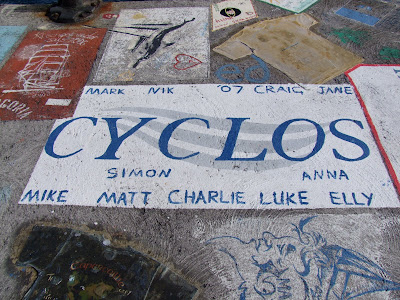 MARK NIK '07 CRAIG JANE
CYCLOS
SIMON ANNA
MIKE MATT CHARLIE LUKE ELLY